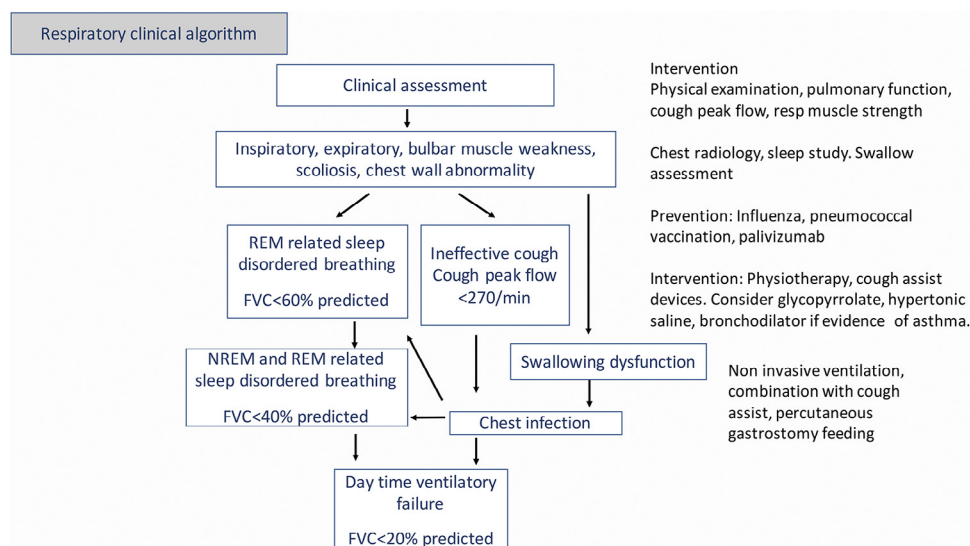 Respiratory clinical algorithm
Clinical assessment
Inspiratory, expiratory, bulbar muscle weakness,
scoliosis, chest wall abnormality
REM related sleep
disordered breathing
FVC<60% predicted
Ineffective cough
Cough peak flow
<270/min
NREM and REM related
sleep disordered breathing
FVC<40% predicted
Swallowing dysfunction
Chest infection
Day time ventilatory
failure
FVC<20% predicted
Intervention
Physical examination, pulmonary function,
cough peak flow, resp muscle strength
Chest radiology, sleep study. Swallow
assessment
Prevention: Influenza, pneumococcal
vaccination, palivizumab
Intervention: Physiotherapy, cough assist
devices. Consider glycopyrrolate, hypertonic
saline, bronchodilator if evidence of asthma.
Non invasive ventilation,
combination with cough
assist, percutaneous
gastrostomy feeding